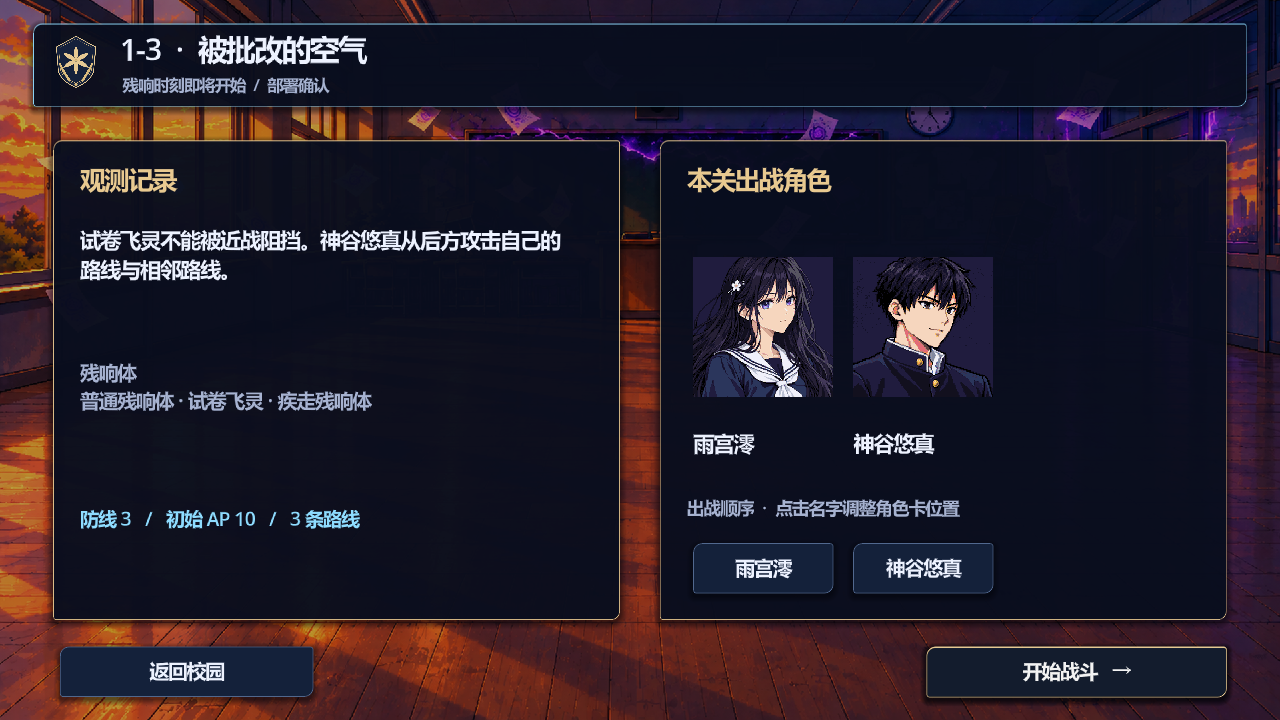 1-3 · 被批改的空气
残响时刻即将开始 / 部署确认
观测记录
试卷飞灵不能被近战阻挡。神谷悠真从后方攻击自己的
路线与相邻路线。
残响体
普通残响体 · 试卷飞灵 · 疾走残响体
防线 3 / 初始 AP 10 / 3 条路线
本关出战角色
雨宫澪
神谷悠真
出战顺序 · 点击名字调整角色卡位置
雨宫澪
神谷悠真
返回校园
开始战斗 →